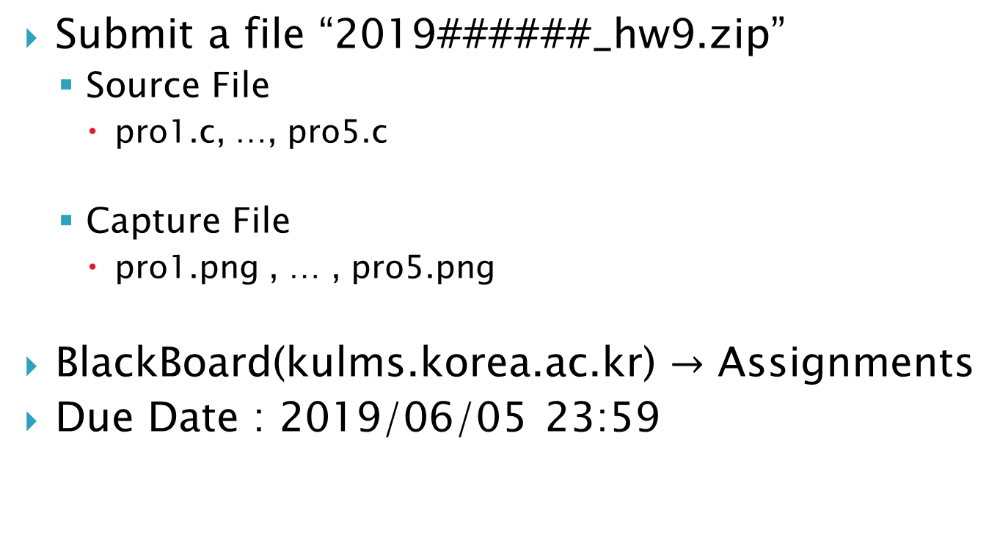 Submit a file “2019######_hw9.zip”
Source File
pro1.c, …, pro5.c
Capture File
pro1.png , … , pro5.png
BlackBoard(kulms.korea.ac.kr) → Assignments
Due Date : 2019/06/05 23:59